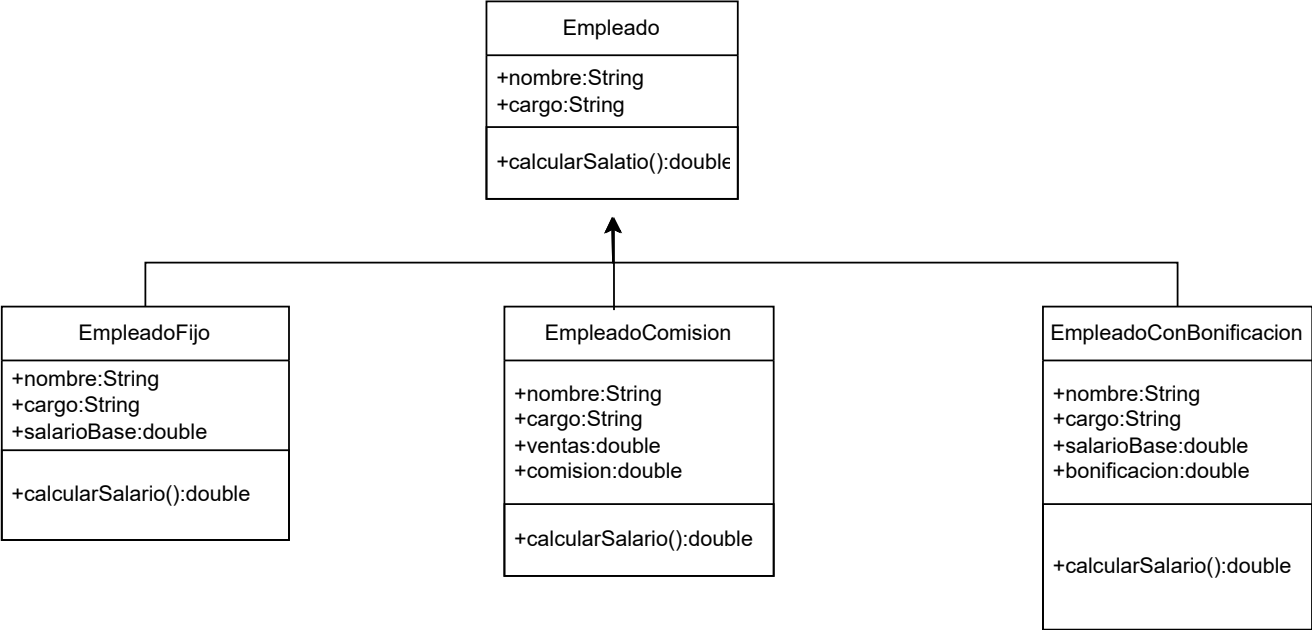 Empleado
+nombre:String
+cargo:String
+calcularSalatio():double
EmpleadoFijo
+nombre:String
+cargo:String
+salarioBase:double
+calcularSalario():double
EmpleadoComision
+nombre:String
+cargo:String
+ventas:double
+comision:double
+calcularSalario():double
EmpleadoConBonificacion
+nombre:String
+cargo:String
+salarioBase:double
+bonificacion:double
+calcularSalario():double